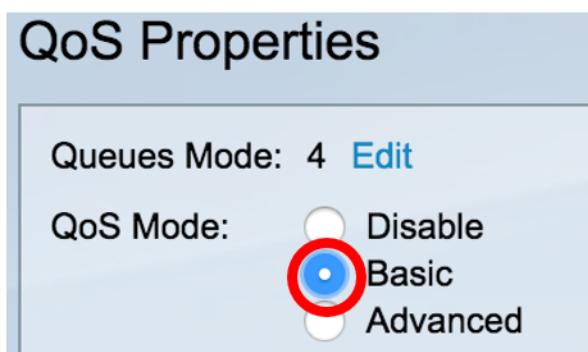 QoS Properties
Queues Mode: 4 Edit
QoS Mode: Disable
Basic
Advanced